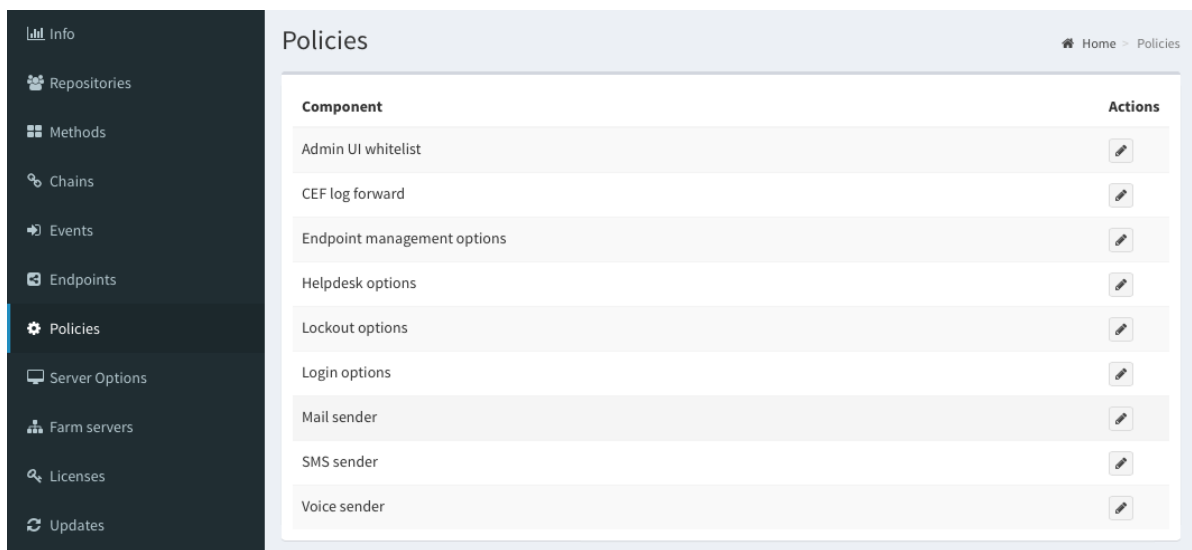 Info
Repositories
Methods
Chains
Events
Endpoints
Policies
Server Options
Farm servers
Licenses
Updates
Policies
Home > Policies
Component Actions
Admin UI whitelist
CEF log forward
Endpoint management options
Helpdesk options
Lockout options
Login options
Mail sender
SMS sender
Voice sender